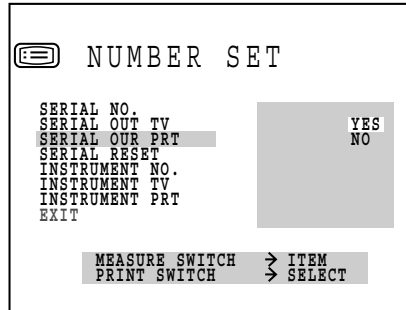 NUMBER SET
SERIAL NO.
SERIAL OUT TV YES
SERIAL OUR PRT NO
SERIAL RESET
INSTRUMENT NO.
INSTRUMENT TV
INSTRUMENT PRT
EXIT
MEASURE SWITCH → ITEM
PRINT SWITCH → SELECT